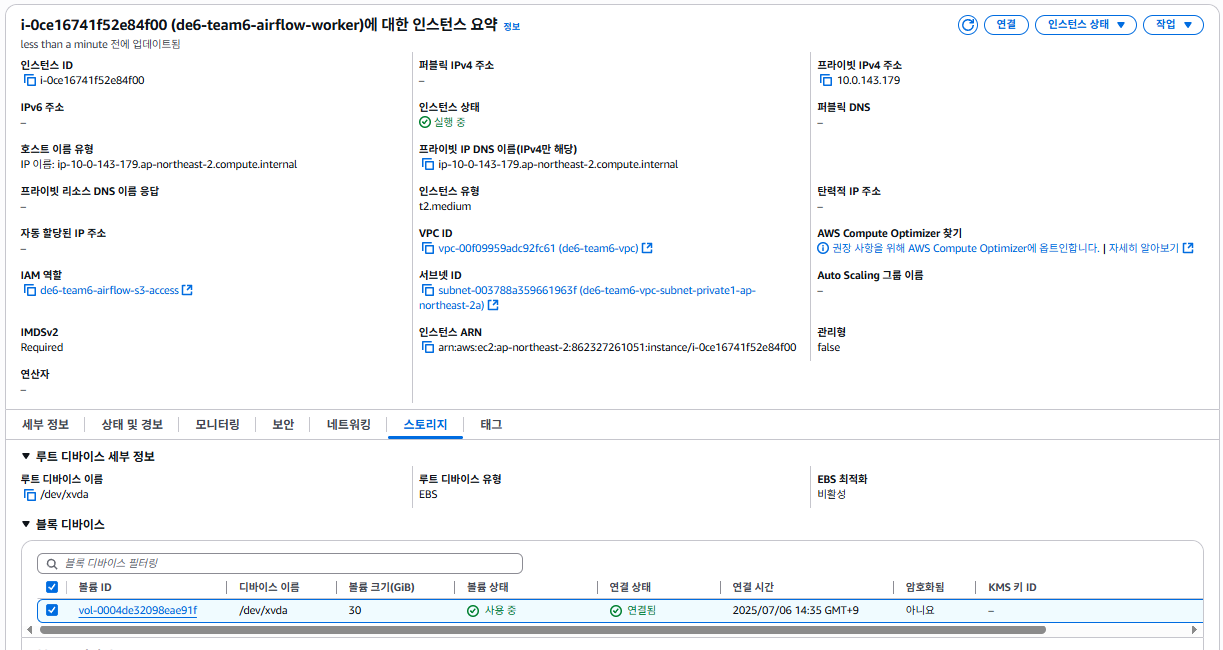 i-0ce16741f52e84f00 (de6-team6-airflow-worker)에 대한 인스턴스 요약 정보
연결 인스턴스 상태 ▼ 작업 ▼
less than a minute 전에 업데이트됨
인스턴스 ID
i-0ce16741f52e84f00
퍼블릭 IPv4 주소
–
프라이빗 IPv4 주소
10.0.143.179
IPv6 주소
–
인스턴스 상태
실행 중
퍼블릭 DNS
–
호스트 이름 유형
IP 이름: ip-10-0-143-179.ap-northeast-2.compute.internal
프라이빗 IP DNS 이름(IPv4만 해당)
ip-10-0-143-179.ap-northeast-2.compute.internal
프라이빗 리소스 DNS 이름 응답
–
인스턴스 유형
t2.medium
탄력적 IP 주소
–
자동 할당된 IP 주소
–
VPC ID
vpc-00f09959adc92fc61 (de6-team6-vpc)
AWS Compute Optimizer 찾기
권장 사항을 위해 AWS Compute Optimizer에 옵트인합니다. | 자세히 알아보기
IAM 역할
de6-team6-airflow-s3-access
서브넷 ID
subnet-003788a359661963f (de6-team6-vpc-subnet-private1-ap-
northeast-2a)
Auto Scaling 그룹 이름
–
IMDSv2
Required
인스턴스 ARN
arn:aws:ec2:ap-northeast-2:862327261051:instance/i-0ce16741f52e84f00
관리형
false
연산자
–
세부 정보 상태 및 경보 모니터링 보안 네트워킹 스토리지 태그
▼ 루트 디바이스 세부 정보
루트 디바이스 이름
/dev/xvda
루트 디바이스 유형
EBS
EBS 최적화
비활성
▼ 블록 디바이스
블록 디바이스 필터링
볼륨 ID 디바이스 이름 볼륨 크기(GiB) 볼륨 상태 연결 상태 연결 시간 암호화됨 KMS 키 ID
vol-0004de32098eae91f /dev/xvda 30 사용 중 연결됨 2025/07/06 14:35 GMT+9 아니요 –